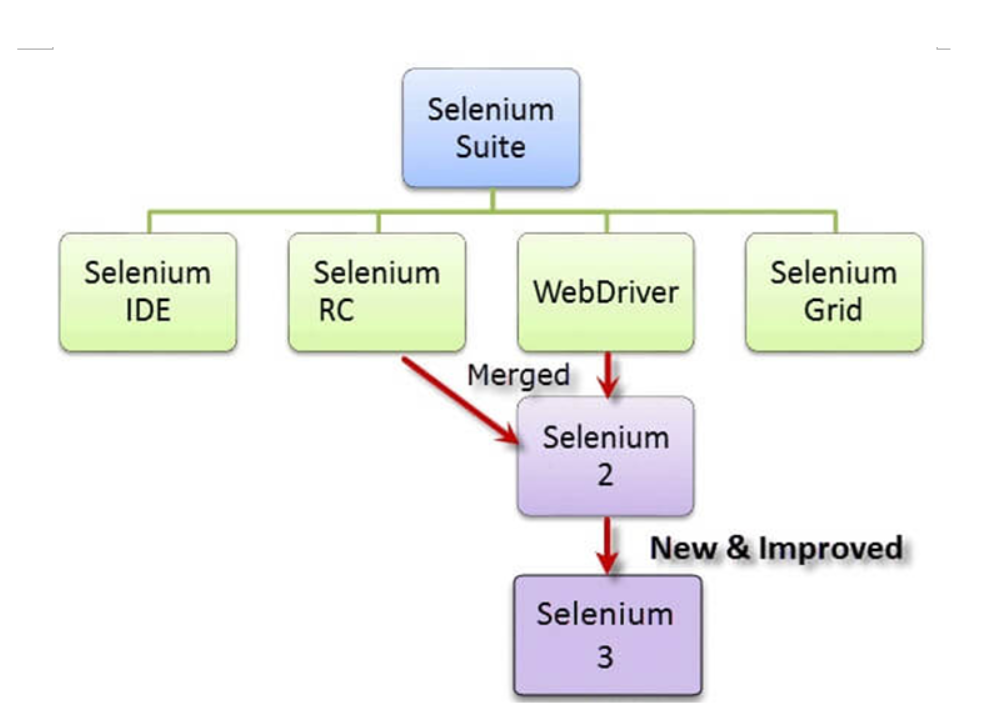 Selenium
Suite
Selenium
IDE
Selenium
RC
WebDriver
Selenium
Grid
Merged
Selenium
2
New & Improved
Selenium
3